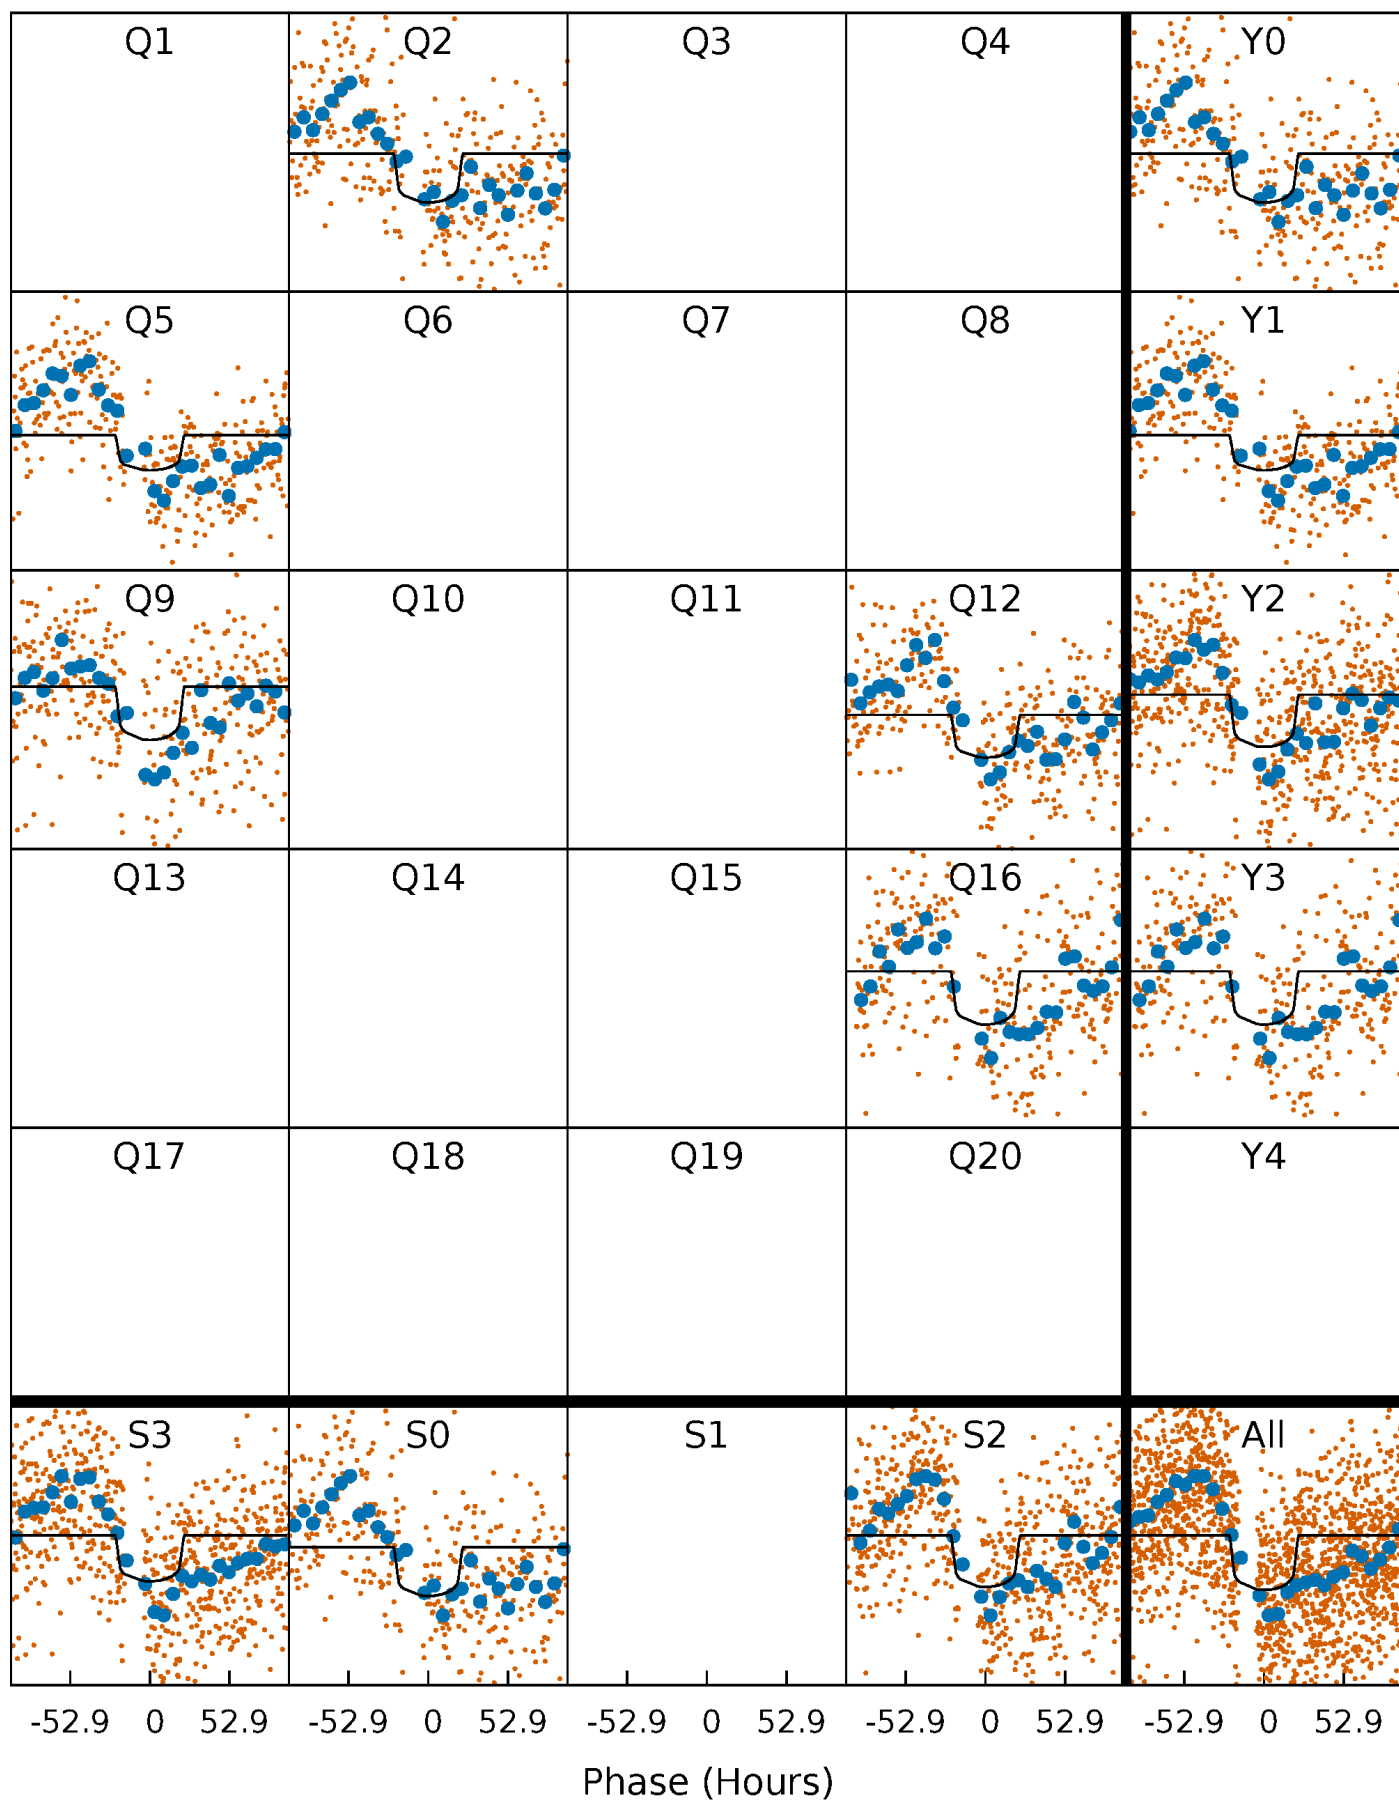 Q1 Q2 Q3 Q4 Y0
Q5 Q6 Q7 Q8 Y1
Q9 Q10 Q11 Q12 Y2
Q13 Q14 Q15 Q16 Y3
Q17 Q18 Q19 Q20 Y4
S3 S0 S1 S2 All
-52.9 0 52.9 -52.9 0 52.9 -52.9 0 52.9 -52.9 0 52.9 -52.9 0 52.9
Phase (Hours)